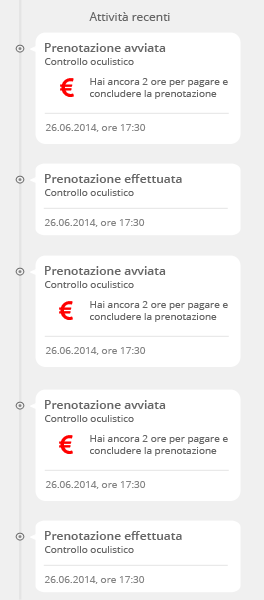 Attività recenti
Prenotazione avviata
Controllo oculistico
€
Hai ancora 2 ore per pagare e
concludere la prenotazione
26.06.2014, ore 17:30
Prenotazione effettuata
Controllo oculistico
26.06.2014, ore 17:30
Prenotazione avviata
Controllo oculistico
€
Hai ancora 2 ore per pagare e
concludere la prenotazione
26.06.2014, ore 17:30
Prenotazione avviata
Controllo oculistico
€
Hai ancora 2 ore per pagare e
concludere la prenotazione
26.06.2014, ore 17:30
Prenotazione effettuata
Controllo oculistico
26.06.2014, ore 17:30